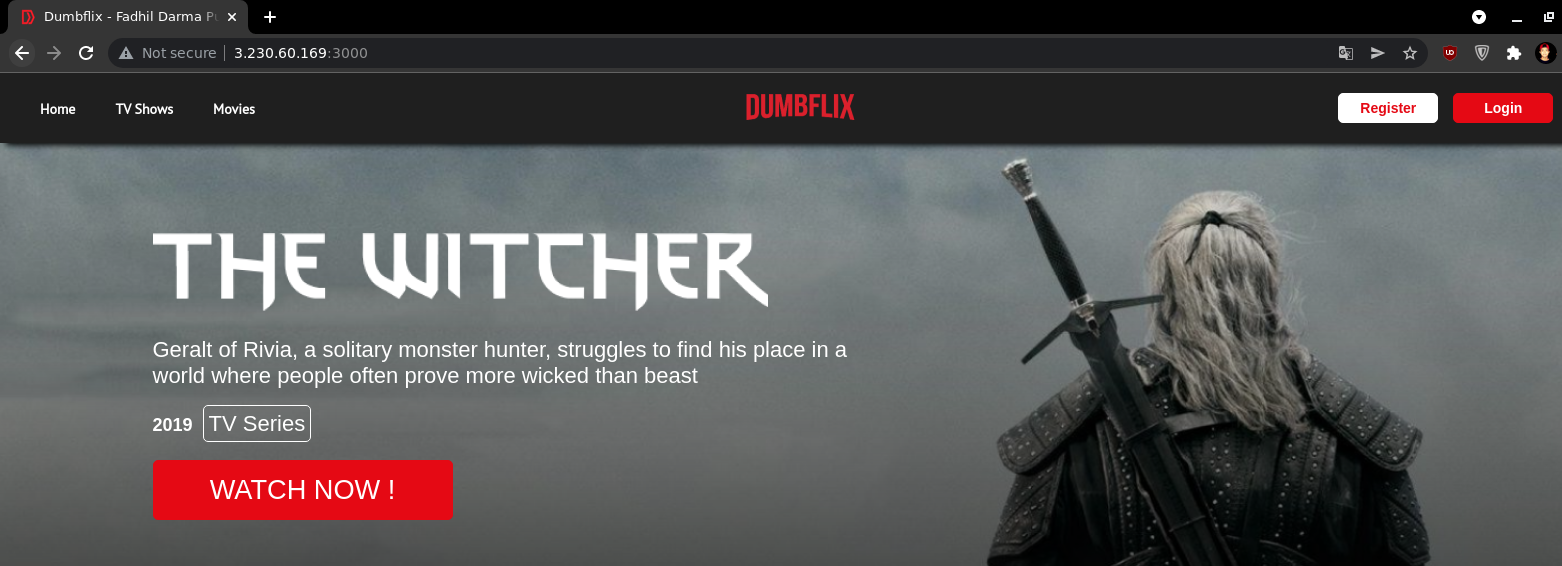 Dumbflix - Fadhil Darma
Not secure 3.230.60.169:3000
Home TV Shows Movies DUMBFLIX Register Login
THE WITCHER
Geralt of Rivia, a solitary monster hunter, struggles to find his place in a
world where people often prove more wicked than beast
2019 TV Series
WATCH NOW !